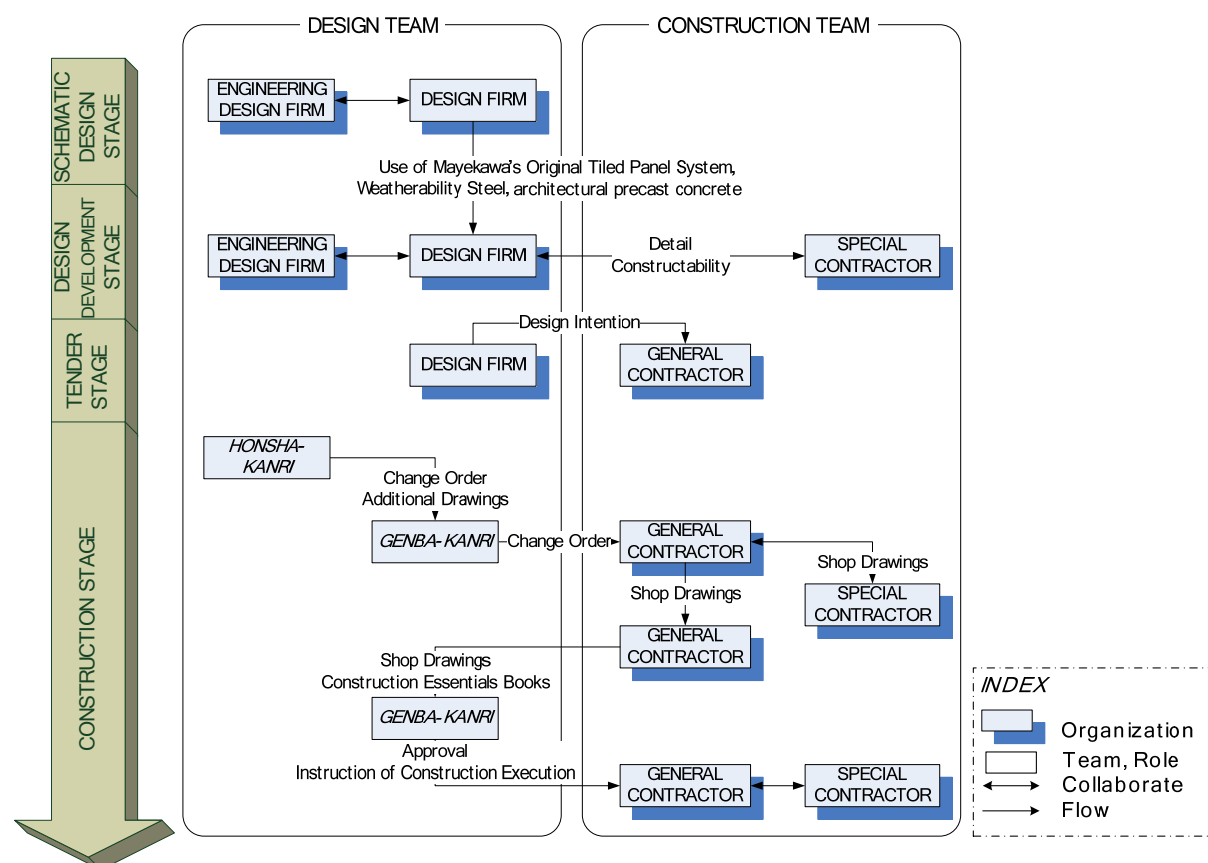 DESIGN TEAM
CONSTRUCTION TEAM
SCHEMATIC
DESIGN
STAGE
ENGINEERING
DESIGN FIRM
DESIGN FIRM
Use of Mayekawa's Original Tiled Panel System,
Weatherability Steel, architectural precast concrete
DESIGN
DEVELOPMENT
STAGE
ENGINEERING
DESIGN FIRM
DESIGN FIRM
Detail
Constructability
SPECIAL
CONTRACTOR
TENDER
STAGE
Design Intention
DESIGN FIRM
GENERAL
CONTRACTOR
CONSTRUCTION STAGE
HONSHA-
KANRI
Change Order
Additional Drawings
GENBA-KANRI
Change Order
GENERAL
CONTRACTOR
Shop Drawings
SPECIAL
CONTRACTOR
Shop Drawings
GENERAL
CONTRACTOR
Shop Drawings
Construction Essentials Books
GENBA-KANRI
Approval
Instruction of Construction Execution
GENERAL
CONTRACTOR
SPECIAL
CONTRACTOR
INDEX
Organization
Team, Role
Collaborate
Flow